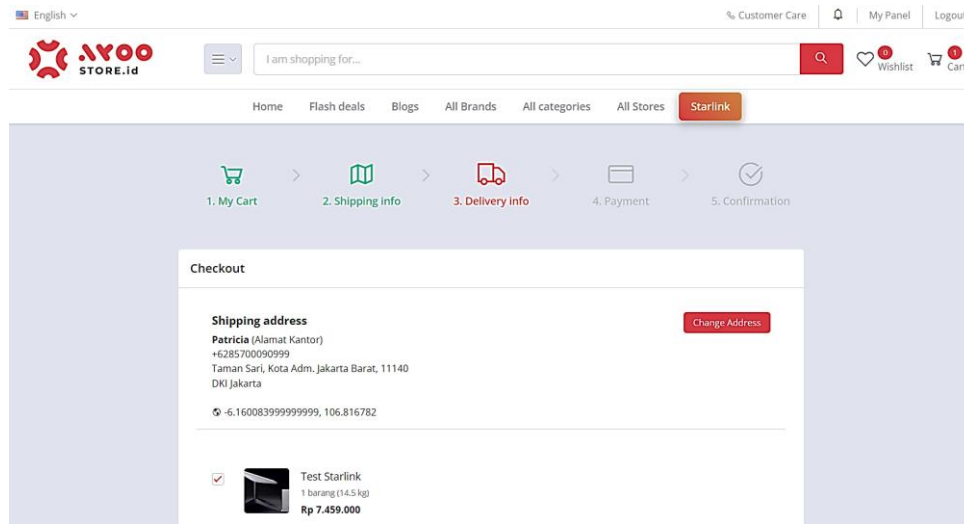 English
Customer Care
My Panel
Logout
AYOO
STORE.id
I am shopping for...
0
Wishlist
1
Cart
Home
Flash deals
Blogs
All Brands
All categories
All Stores
Starlink
1. My Cart
2. Shipping info
3. Delivery info
4. Payment
5. Confirmation
Checkout
Shipping address
Change Address
Patricia (Alamat Kantor)
+6285700090999
Taman Sari, Kota Adm. Jakarta Barat, 11140
DKI Jakarta
-6.160083999999999, 106.816782
Test Starlink
1 barang (14.5 kg)
Rp 7.459.000